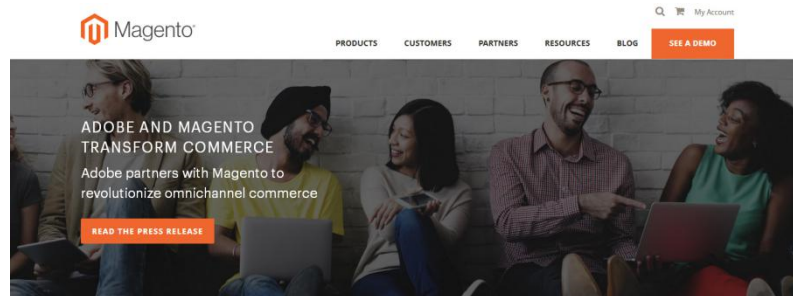 My Account
Magento
PRODUCTS CUSTOMERS PARTNERS RESOURCES BLOG SEE A DEMO
ADOBE AND MAGENTO
TRANSFORM COMMERCE
Adobe partners with Magento to
revolutionize omnichannel commerce
READ THE PRESS RELEASE